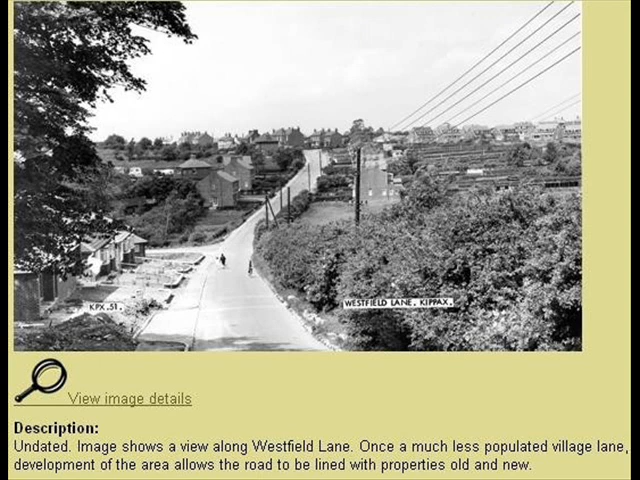 KPX. 51.
WESTFIELD LANE, KIPPAX.
View image details
Description:
Undated. Image shows a view along Westfield Lane. Once a much less populated village lane,
development of the area allows the road to be lined with properties old and new.